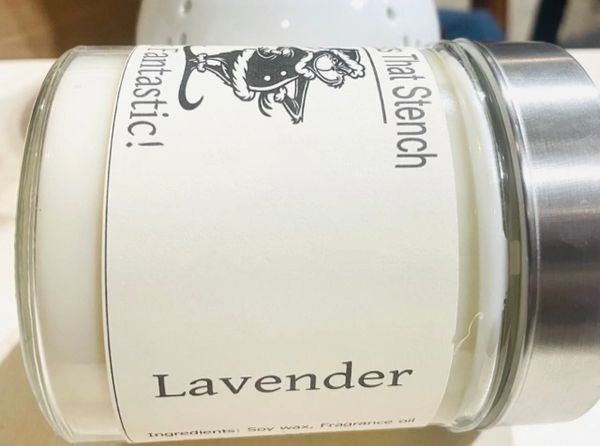 s That Stench
Fantastic!
Lavender
Ingredients: Soy wax, Fragrance oil